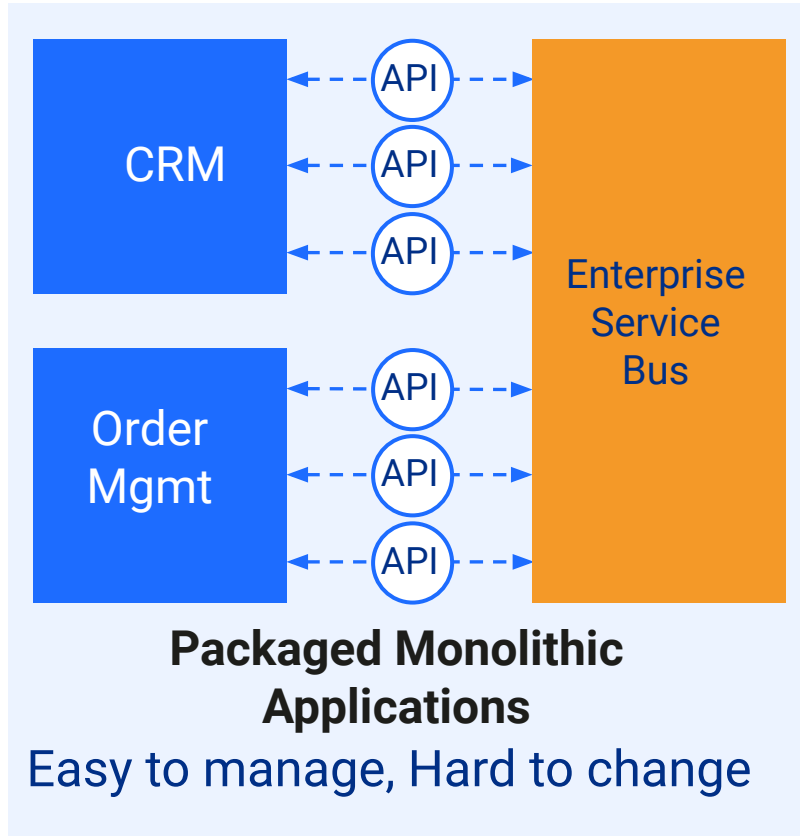 CRM
API
API
API
Order
Mgmt
API
API
API
Enterprise
Service
Bus
Packaged Monolithic
Applications
Easy to manage, Hard to change